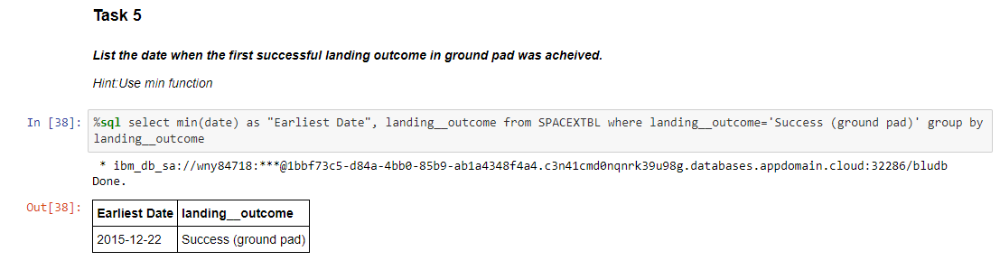 Task 5
List the date when the first successful landing outcome in ground pad was acheived.
Hint:Use min function
In [38]: %sql select min(date) as "Earliest Date", landing__outcome from SPACEXTBL where landing__outcome='Success (ground pad)' group by
landing__outcome
* ibm_db_sa://wny84718:***@1bbf73c5-d84a-4bb0-85b9-ab1a4348f4a4.c3n41cmd0nqnrk39u98g.databases.appdomain.cloud:32286/bludb
Done.
Out[38]:
Earliest Date landing__outcome
2015-12-22 Success (ground pad)